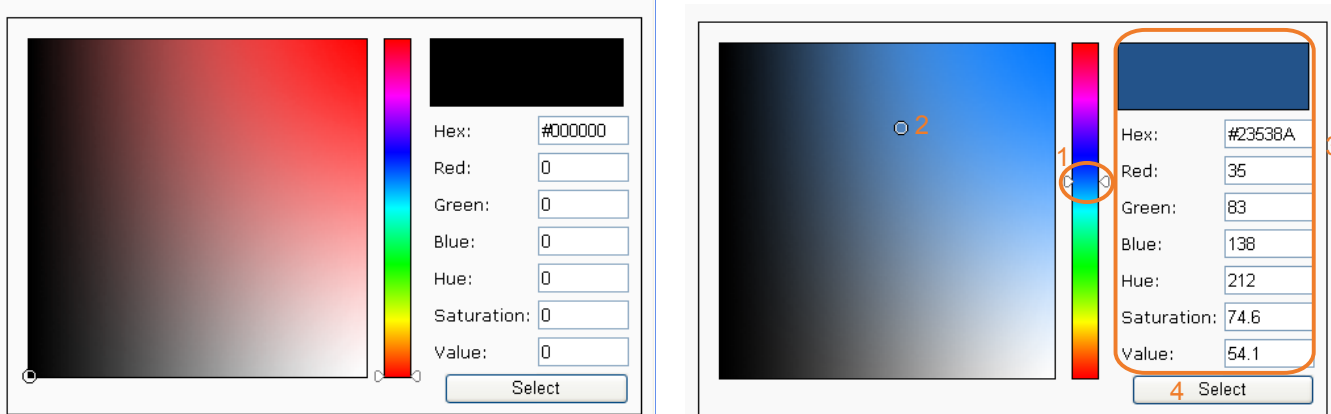 Hex: #000000
Red: 0
Green: 0
Blue: 0
Hue: 0
Saturation: 0
Value: 0
Select
2
1
Hex: #23538A
Red: 35
Green: 83
Blue: 138
Hue: 212
Saturation: 74.6
Value: 54.1
4 Select